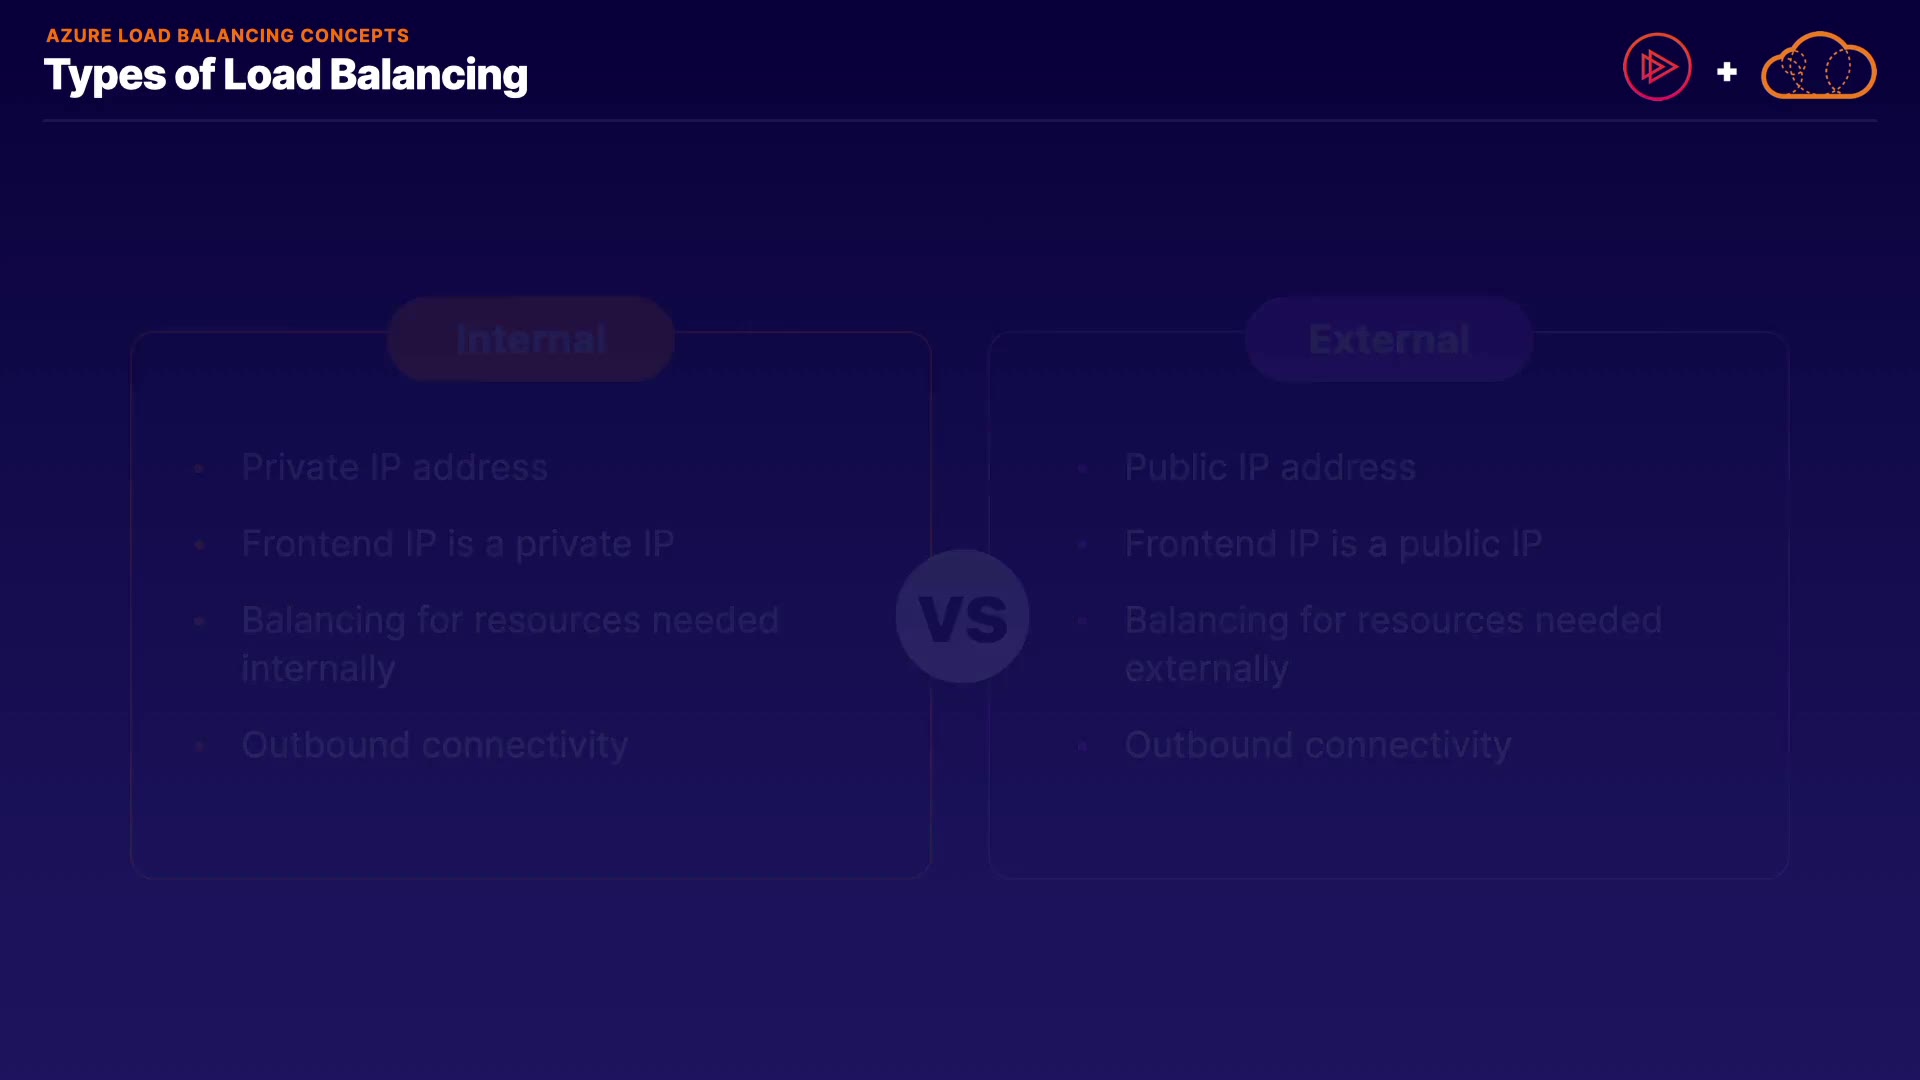 AZURE LOAD BALANCING CONCEPTS
Types of Load Balancing
Internal
• Private IP address
• Frontend IP is a private IP
• Balancing for resources needed
internally
• Outbound connectivity
VS
External
• Public IP address
• Frontend IP is a public IP
• Balancing for resources needed
externally
• Outbound connectivity